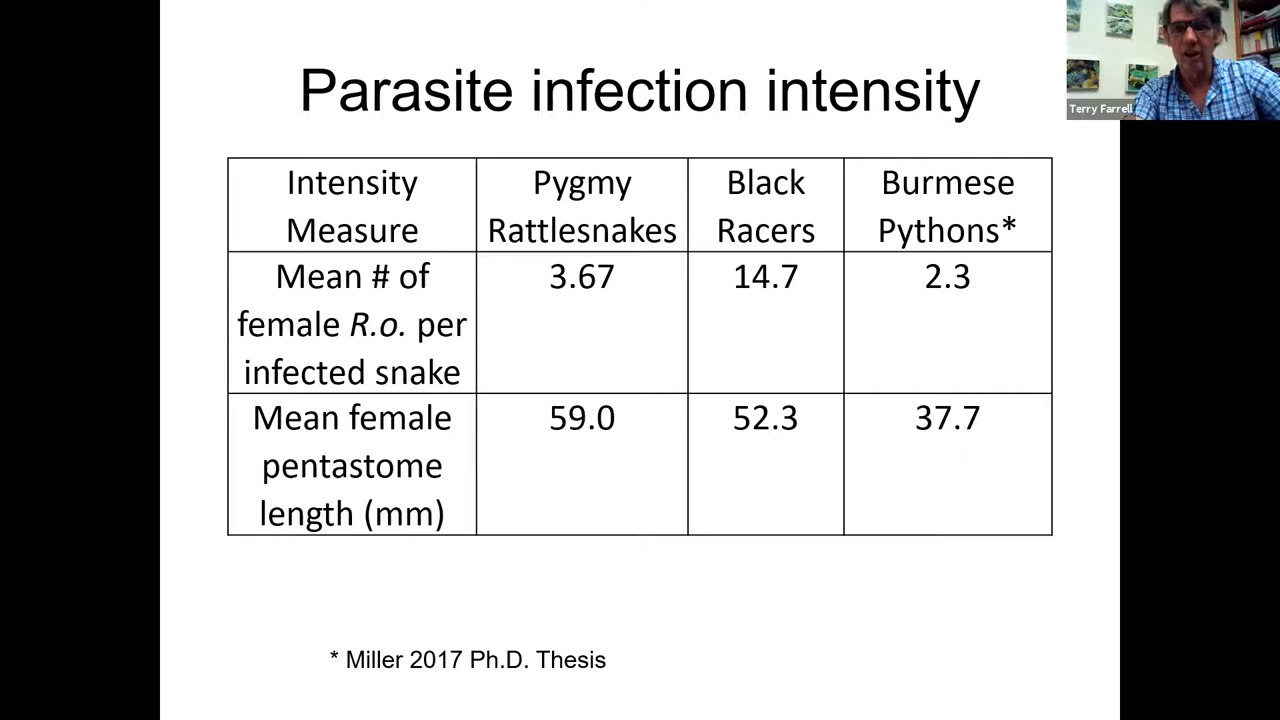 Parasite infection intensity
Terry Farrell
Intensity Measure
Pygmy Rattlesnakes
Black Racers
Burmese Pythons*
Mean # of female R.o. per infected snake
3.67
14.7
2.3
Mean female pentastome length (mm)
59.0
52.3
37.7
* Miller 2017 Ph.D. Thesis